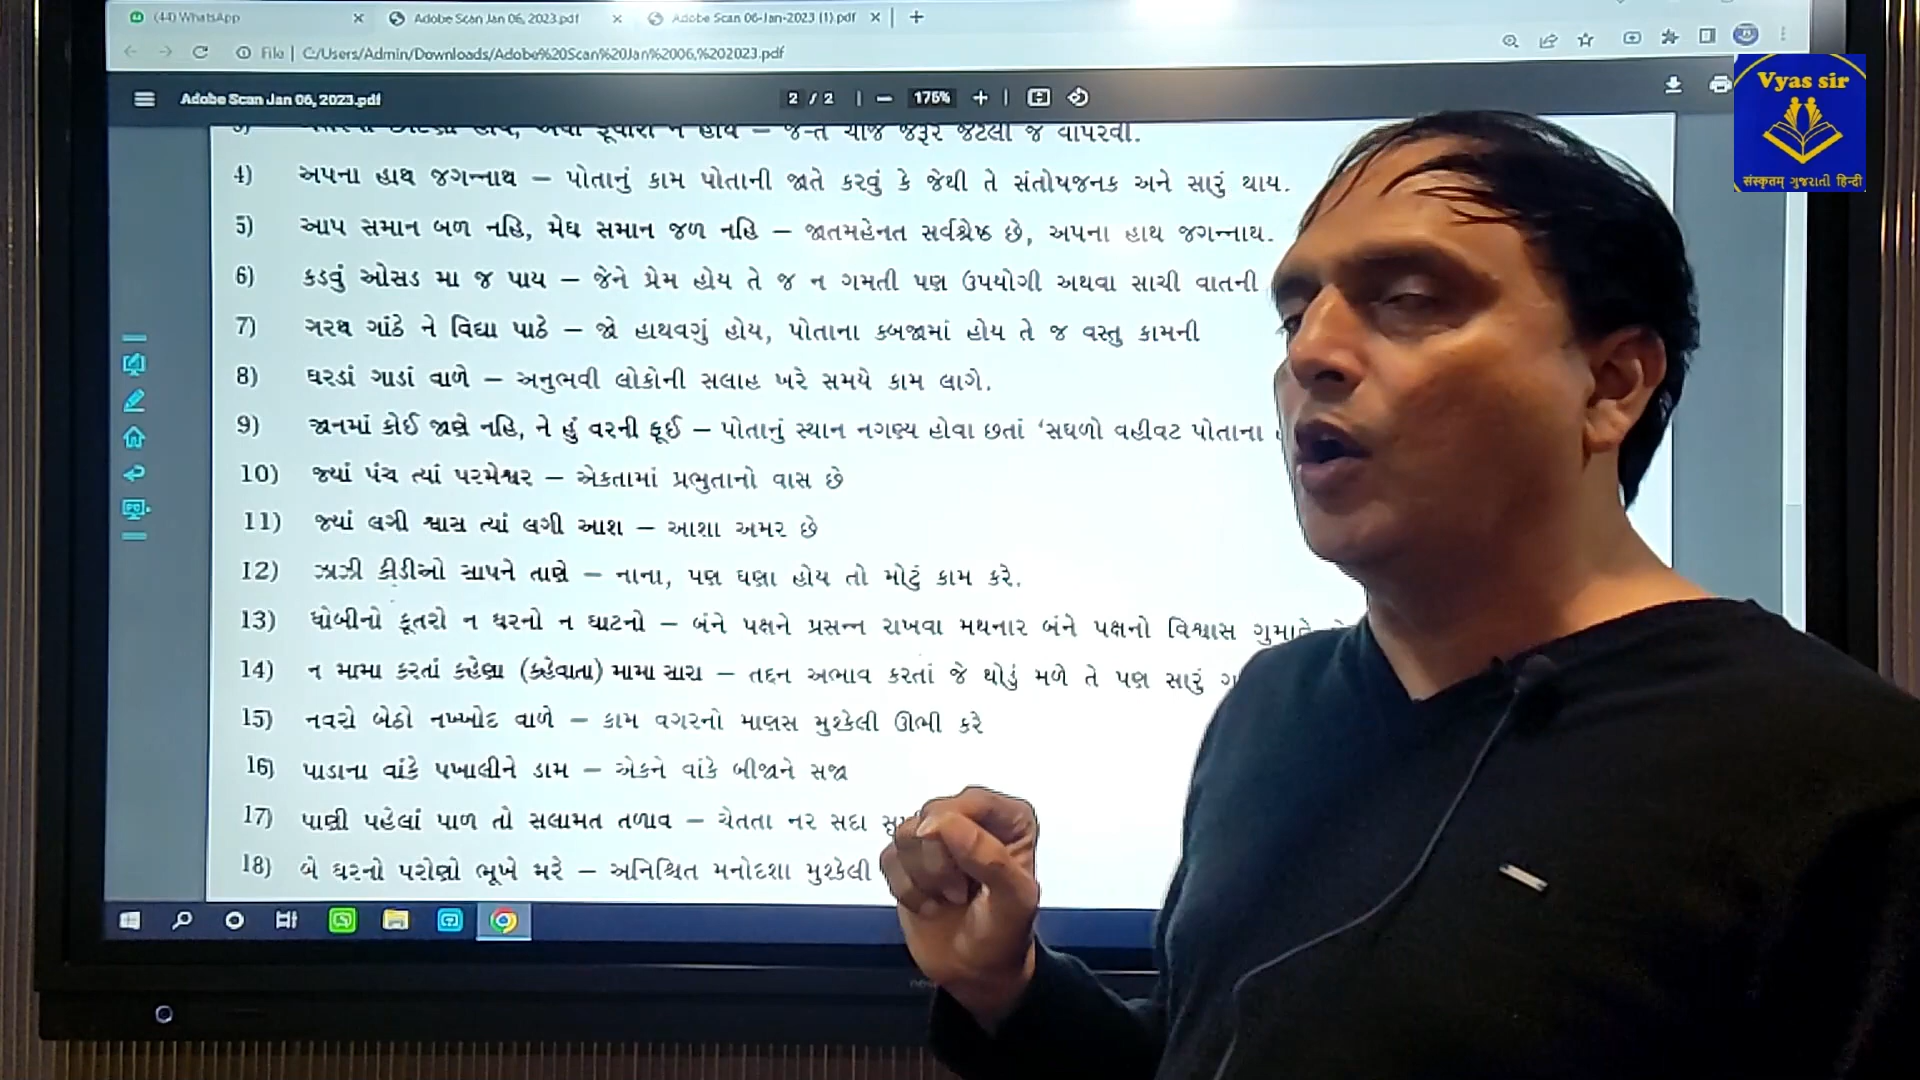 (44) WhatsApp
Adobe Scan Jan 06, 2023.pdf
Adobe Scan 06-Jan-2023 (1).pdf
File | C:/Users/Admin/Downloads/Adobe%20Scan%20Jan%2006,%202023.pdf
Adobe Scan Jan 06, 2023.pdf
2 / 2 | — 175% + |
Vyas sir
संस्कृतम् गुजराती हिन्दी
ન હોય – જરૂર જેટલી જ વાપરવી.
4) અપના હાથ જગન્નાથ – પોતાનું કામ પોતાની જાતે કરવું કે જેથી તે સંતોષજનક અને સારું થાય.
5) આપ સમાન બળ નહિ, મેઘ સમાન જળ નહિ – જાતમહેનત સર્વશ્રેષ્ઠ છે, અપના હાથ જગન્નાથ.
6) કડવું ઓસડ મા જ પાય – જેને પ્રેમ હોય તે જ ન ગમતી પણ ઉપયોગી અથવા સાચી વાતની
7) ગરથ ગાંઠે ને વિદ્યા પાઠે – જો હાથવગું હોય, પોતાના કબજામાં હોય તે જ વસ્તુ કામની
8) ઘરડાં ગાડાં વાળે – અનુભવી લોકોની સલાહ ખરે સમયે કામ લાગે.
9) જાનમાં કોઈ જાણે નહિ, ને હું વરની ફૂઈ – પોતાનું સ્થાન નગણ્ય હોવા છતાં ‘સઘળો વહીવટ પોતાના
10) જ્યાં પંચ ત્યાં પરમેશ્વર – એકતામાં પ્રભુતાનો વાસ છે
11) જ્યાં લગી શ્વાસ ત્યાં લગી આશ – આશા અમર છે
12) ઝાઝી કીડીઓ સાપને તાણે – નાના, પણ ઘણા હોય તો મોટું કામ કરે.
13) ધોબીનો કૂતરો ન ઘરનો ન ઘાટનો – બંને પક્ષને પ્રસન્ન રાખવા મથનાર બંને પક્ષનો વિશ્વાસ
14) ન મામા કરતાં કહેણા (કહેવાતા) મામા સારા – તદ્દન અભાવ કરતાં જે થોડું મળે તે પણ સારું
15) નવરો બેઠો નખ્ખોદ વાળે – કામ વગરનો માણસ મુશ્કેલી ઊભી કરે
16) પાડાના વાંકે પખાલીને ડામ – એકને વાંકે બીજાને સજા
17) પાણી પહેલાં પાળ તો સલામત તળાવ – ચેતતા નર સદા
18) બે ઘરનો પરોણો ભૂખે મરે – અનિશ્ચિત મનોદશા મુશ્કેલી